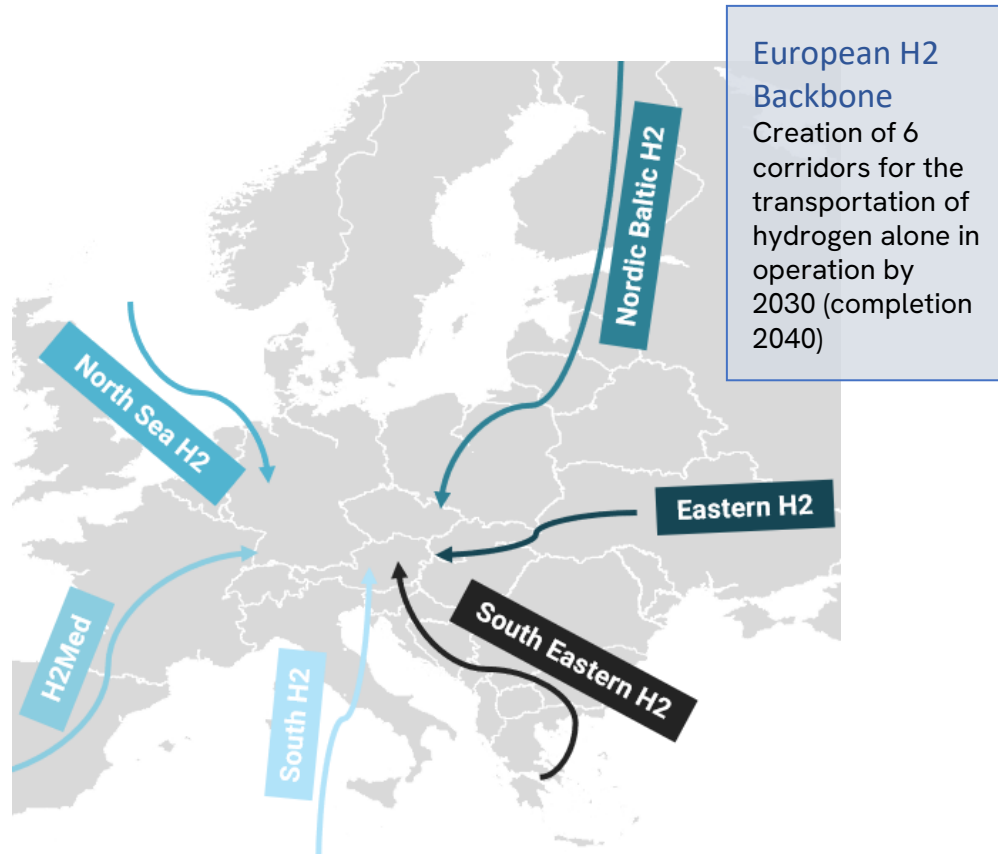 European H2
Backbone
Creation of 6
corridors for the
transportation of
hydrogen alone in
operation by
2030 (completion
2040)
Nordic Baltic H2
North Sea H2
Eastern H2
H2Med
South H2
South Eastern H2